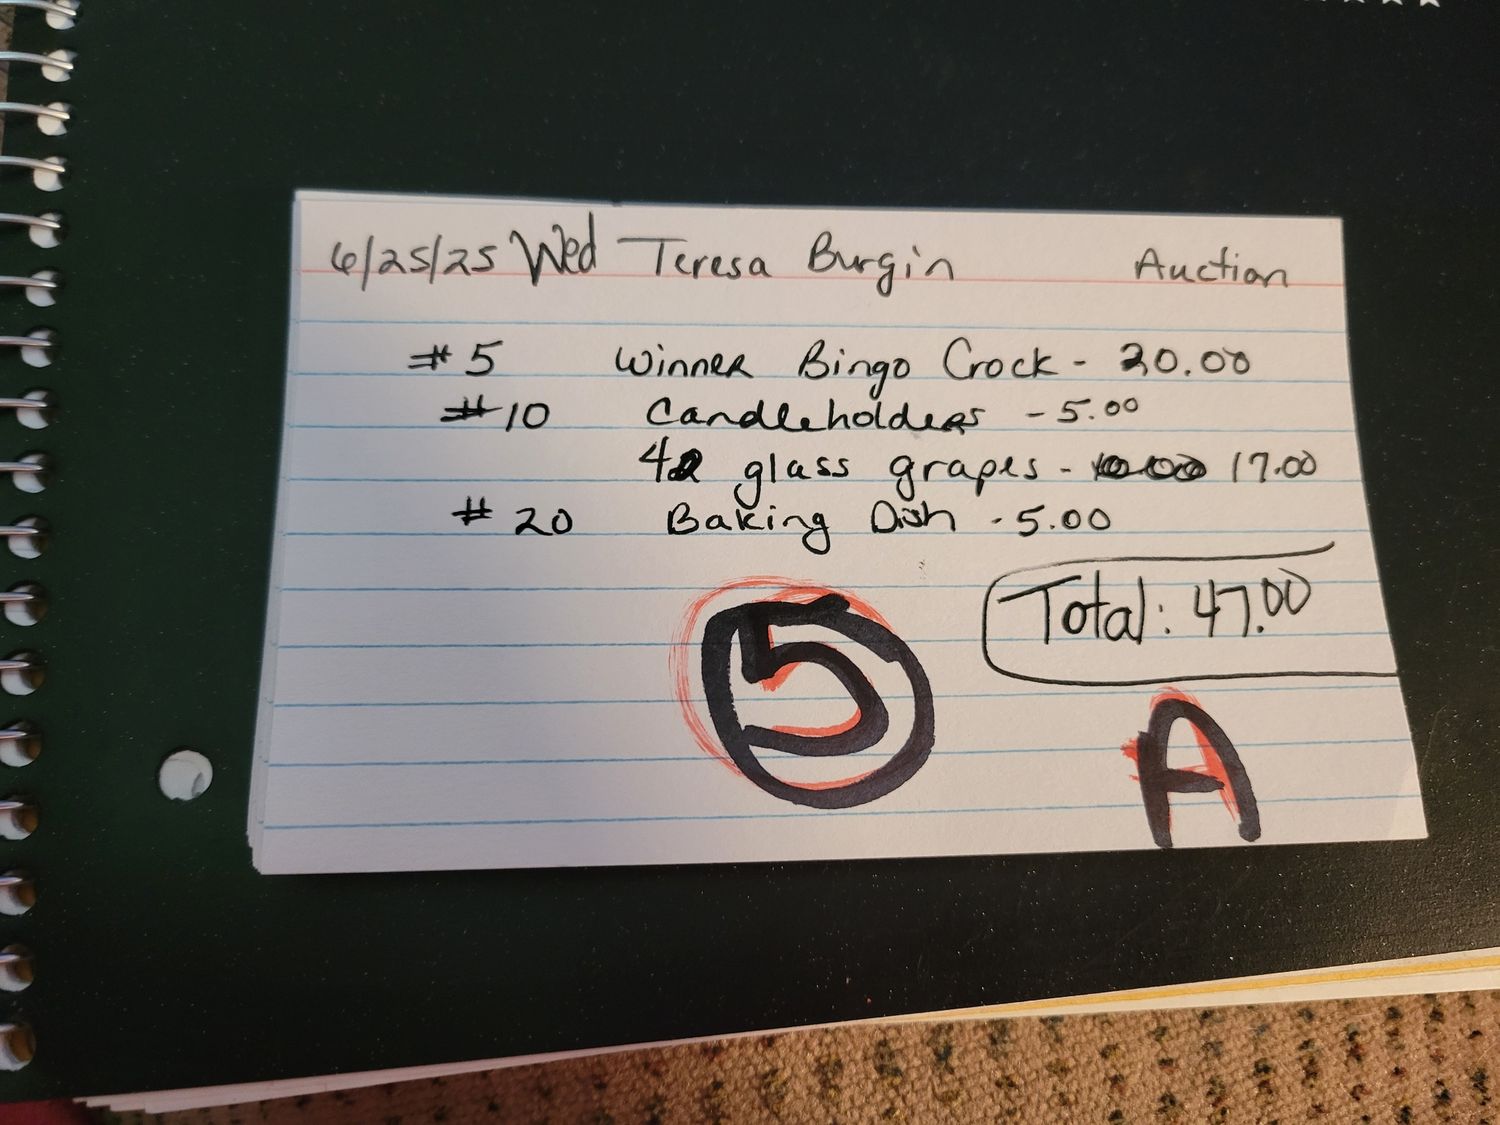 6/25/25 Wed Teresa Burgin Auction
#5 Winner Bingo Crock - 20.00
#10 Candleholders - 5.00
4 glass grapes - 17.00
#20 Baking Dish - 5.00
Total: 47.00
5
A